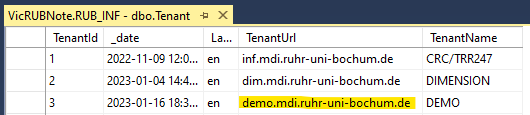 VicRUBNote.RUB_INF - dbo.Tenant
TenantId _date La... TenantUrl TenantName
1 2022-11-09 12:0... en inf.mdi.ruhr-uni-bochum.de CRC/TRR247
2 2023-01-04 14:4... en dim.mdi.ruhr-uni-bochum.de DIMENSION
3 2023-01-16 18:3... en demo.mdi.ruhr-uni-bochum.de DEMO